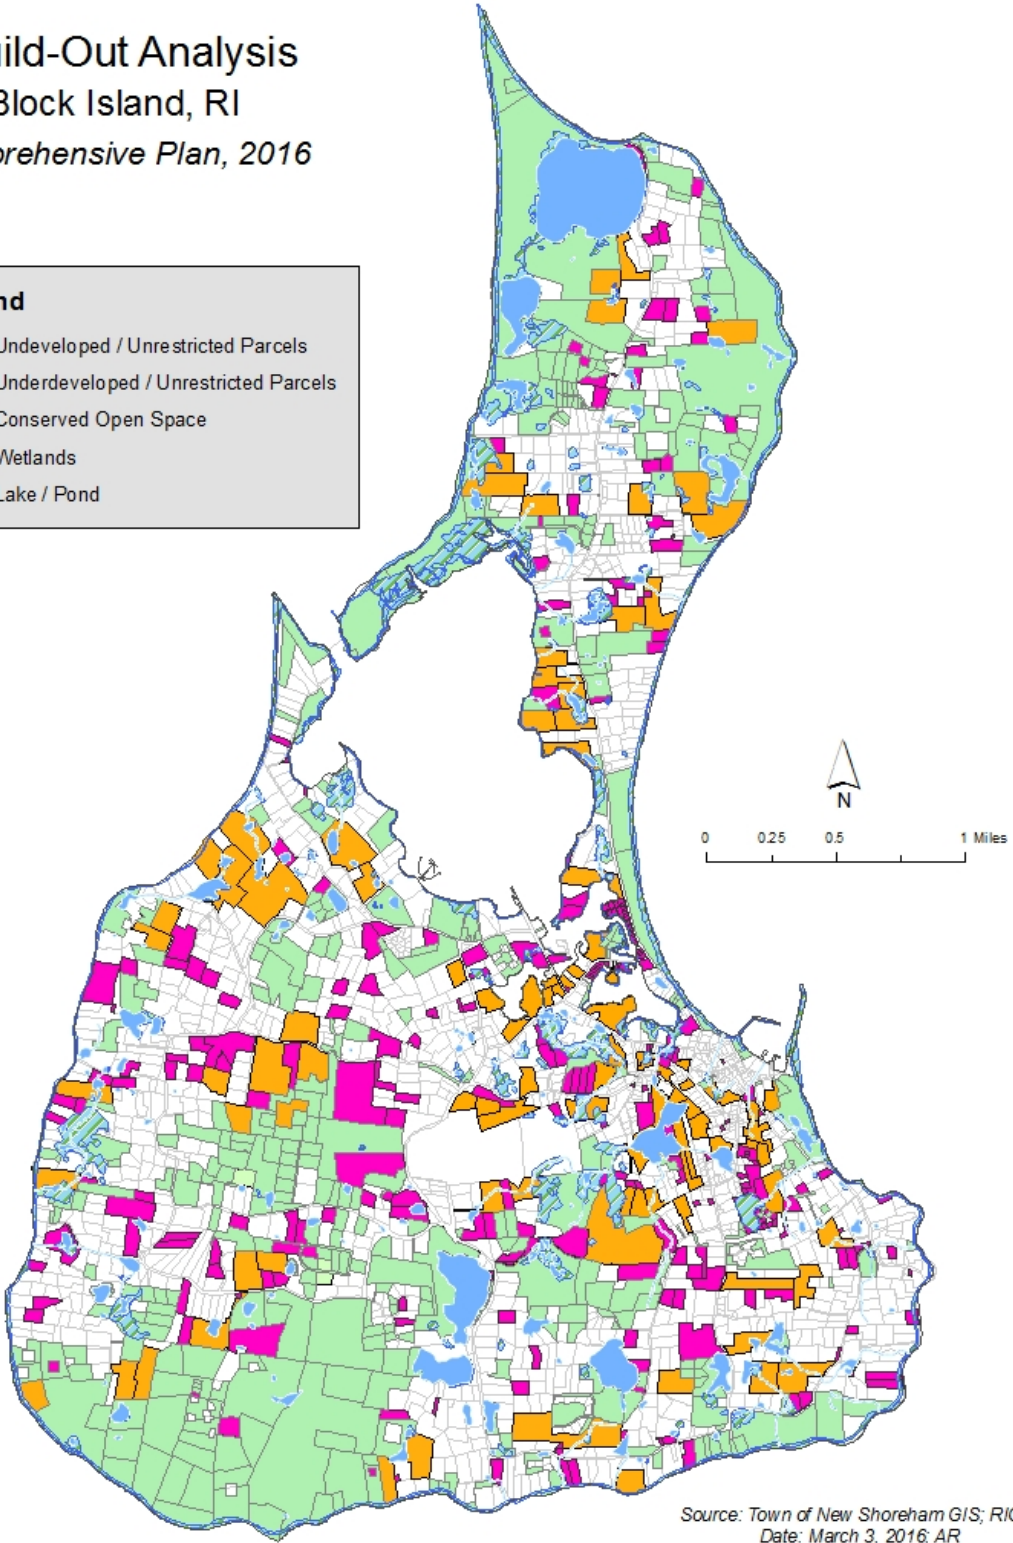 ild-Out Analysis
Block Island, RI
prehensive Plan, 2016
nd
Undeveloped / Unrestricted Parcels
Underdeveloped / Unrestricted Parcels
Conserved Open Space
Wetlands
Lake / Pond
N
0 0.25 0.5 1 Miles
Source: Town of New Shoreham GIS; RIG
Date: March 3, 2016; AR